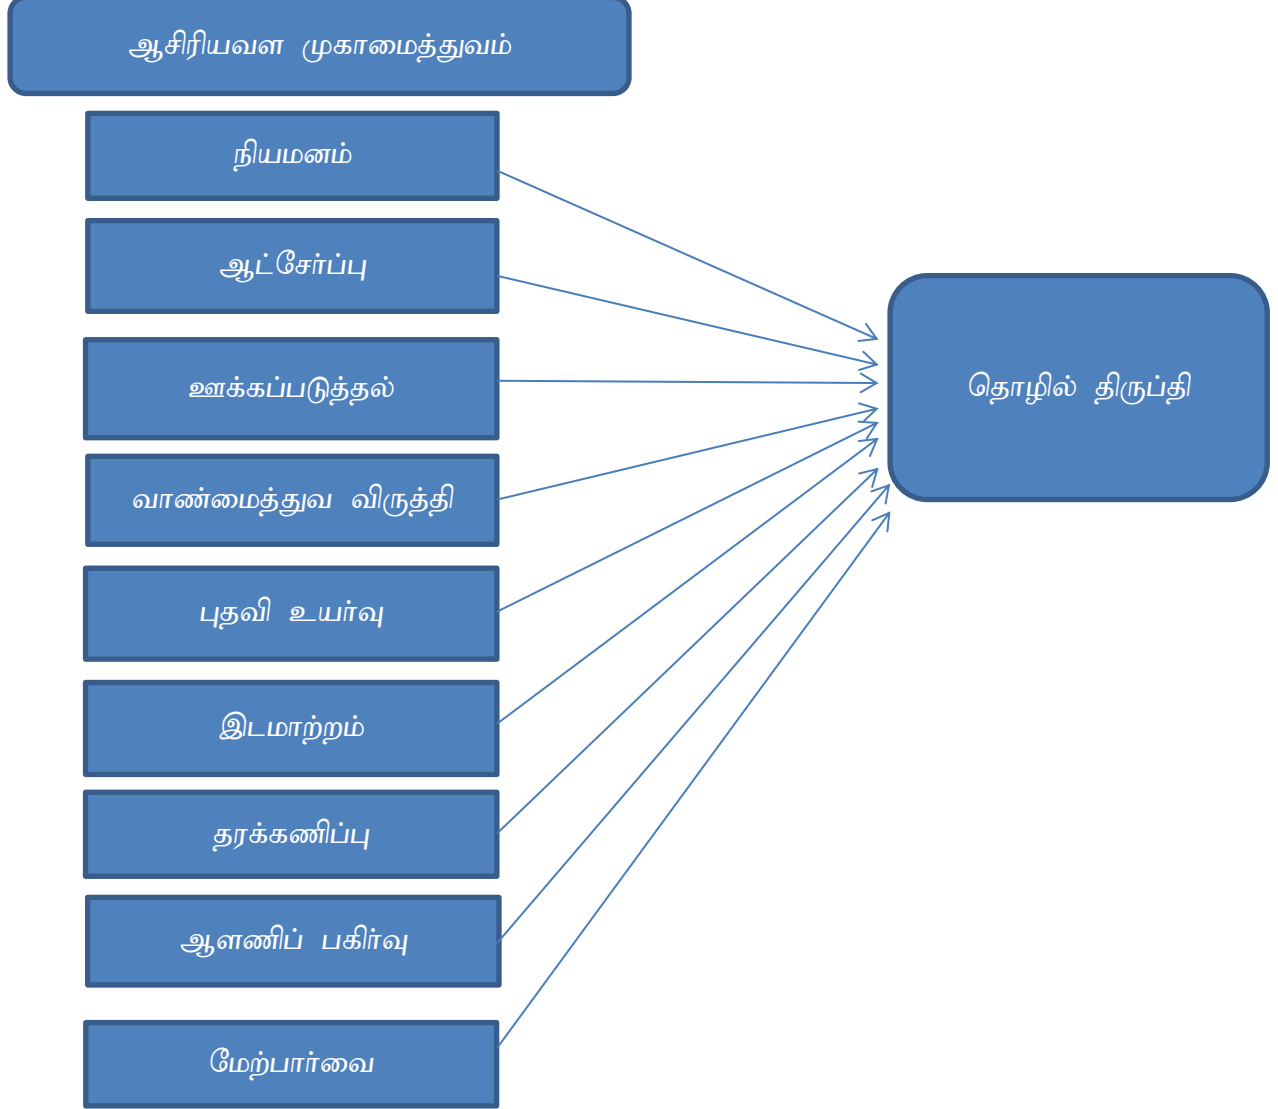 ஆசிரியவள முகாமைத்துவம்
நியமனம்
ஆட்சேர்ப்பு
ஊக்கப்படுத்தல்
வாண்மைத்துவ விருத்தி
புதவி உயர்வு
இடமாற்றம்
தரக்கணிப்பு
ஆளணிப் பகிர்வு
மேற்பார்வை
தொழில் திருப்தி